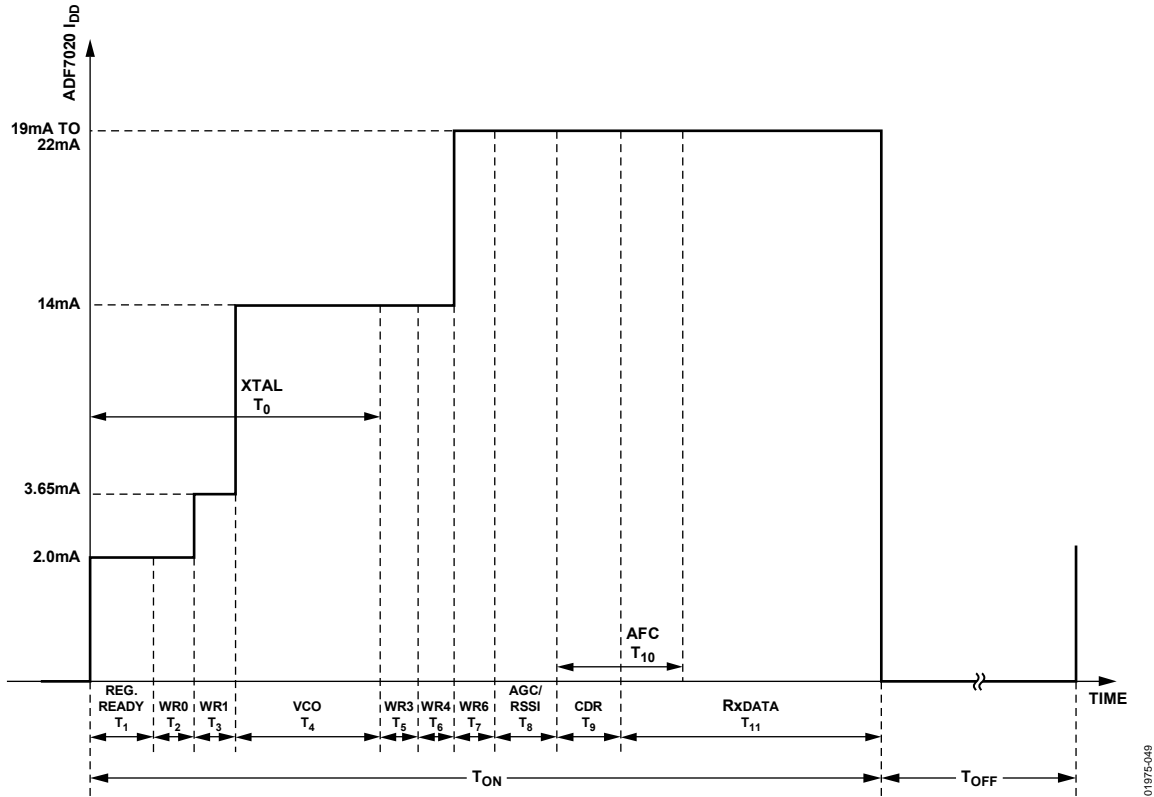 ADF7020 IDD
19mA TO
22mA
14mA
XTAL
T0
3.65mA
2.0mA
AFC
T10
TIME
REG.
READY
T1
WR0
T2
WR1
T3
VCO
T4
WR3
T5
WR4
T6
WR6
T7
AGC/
RSSI
T8
CDR
T9
RxDATA
T11
TON
TOFF
01975-049